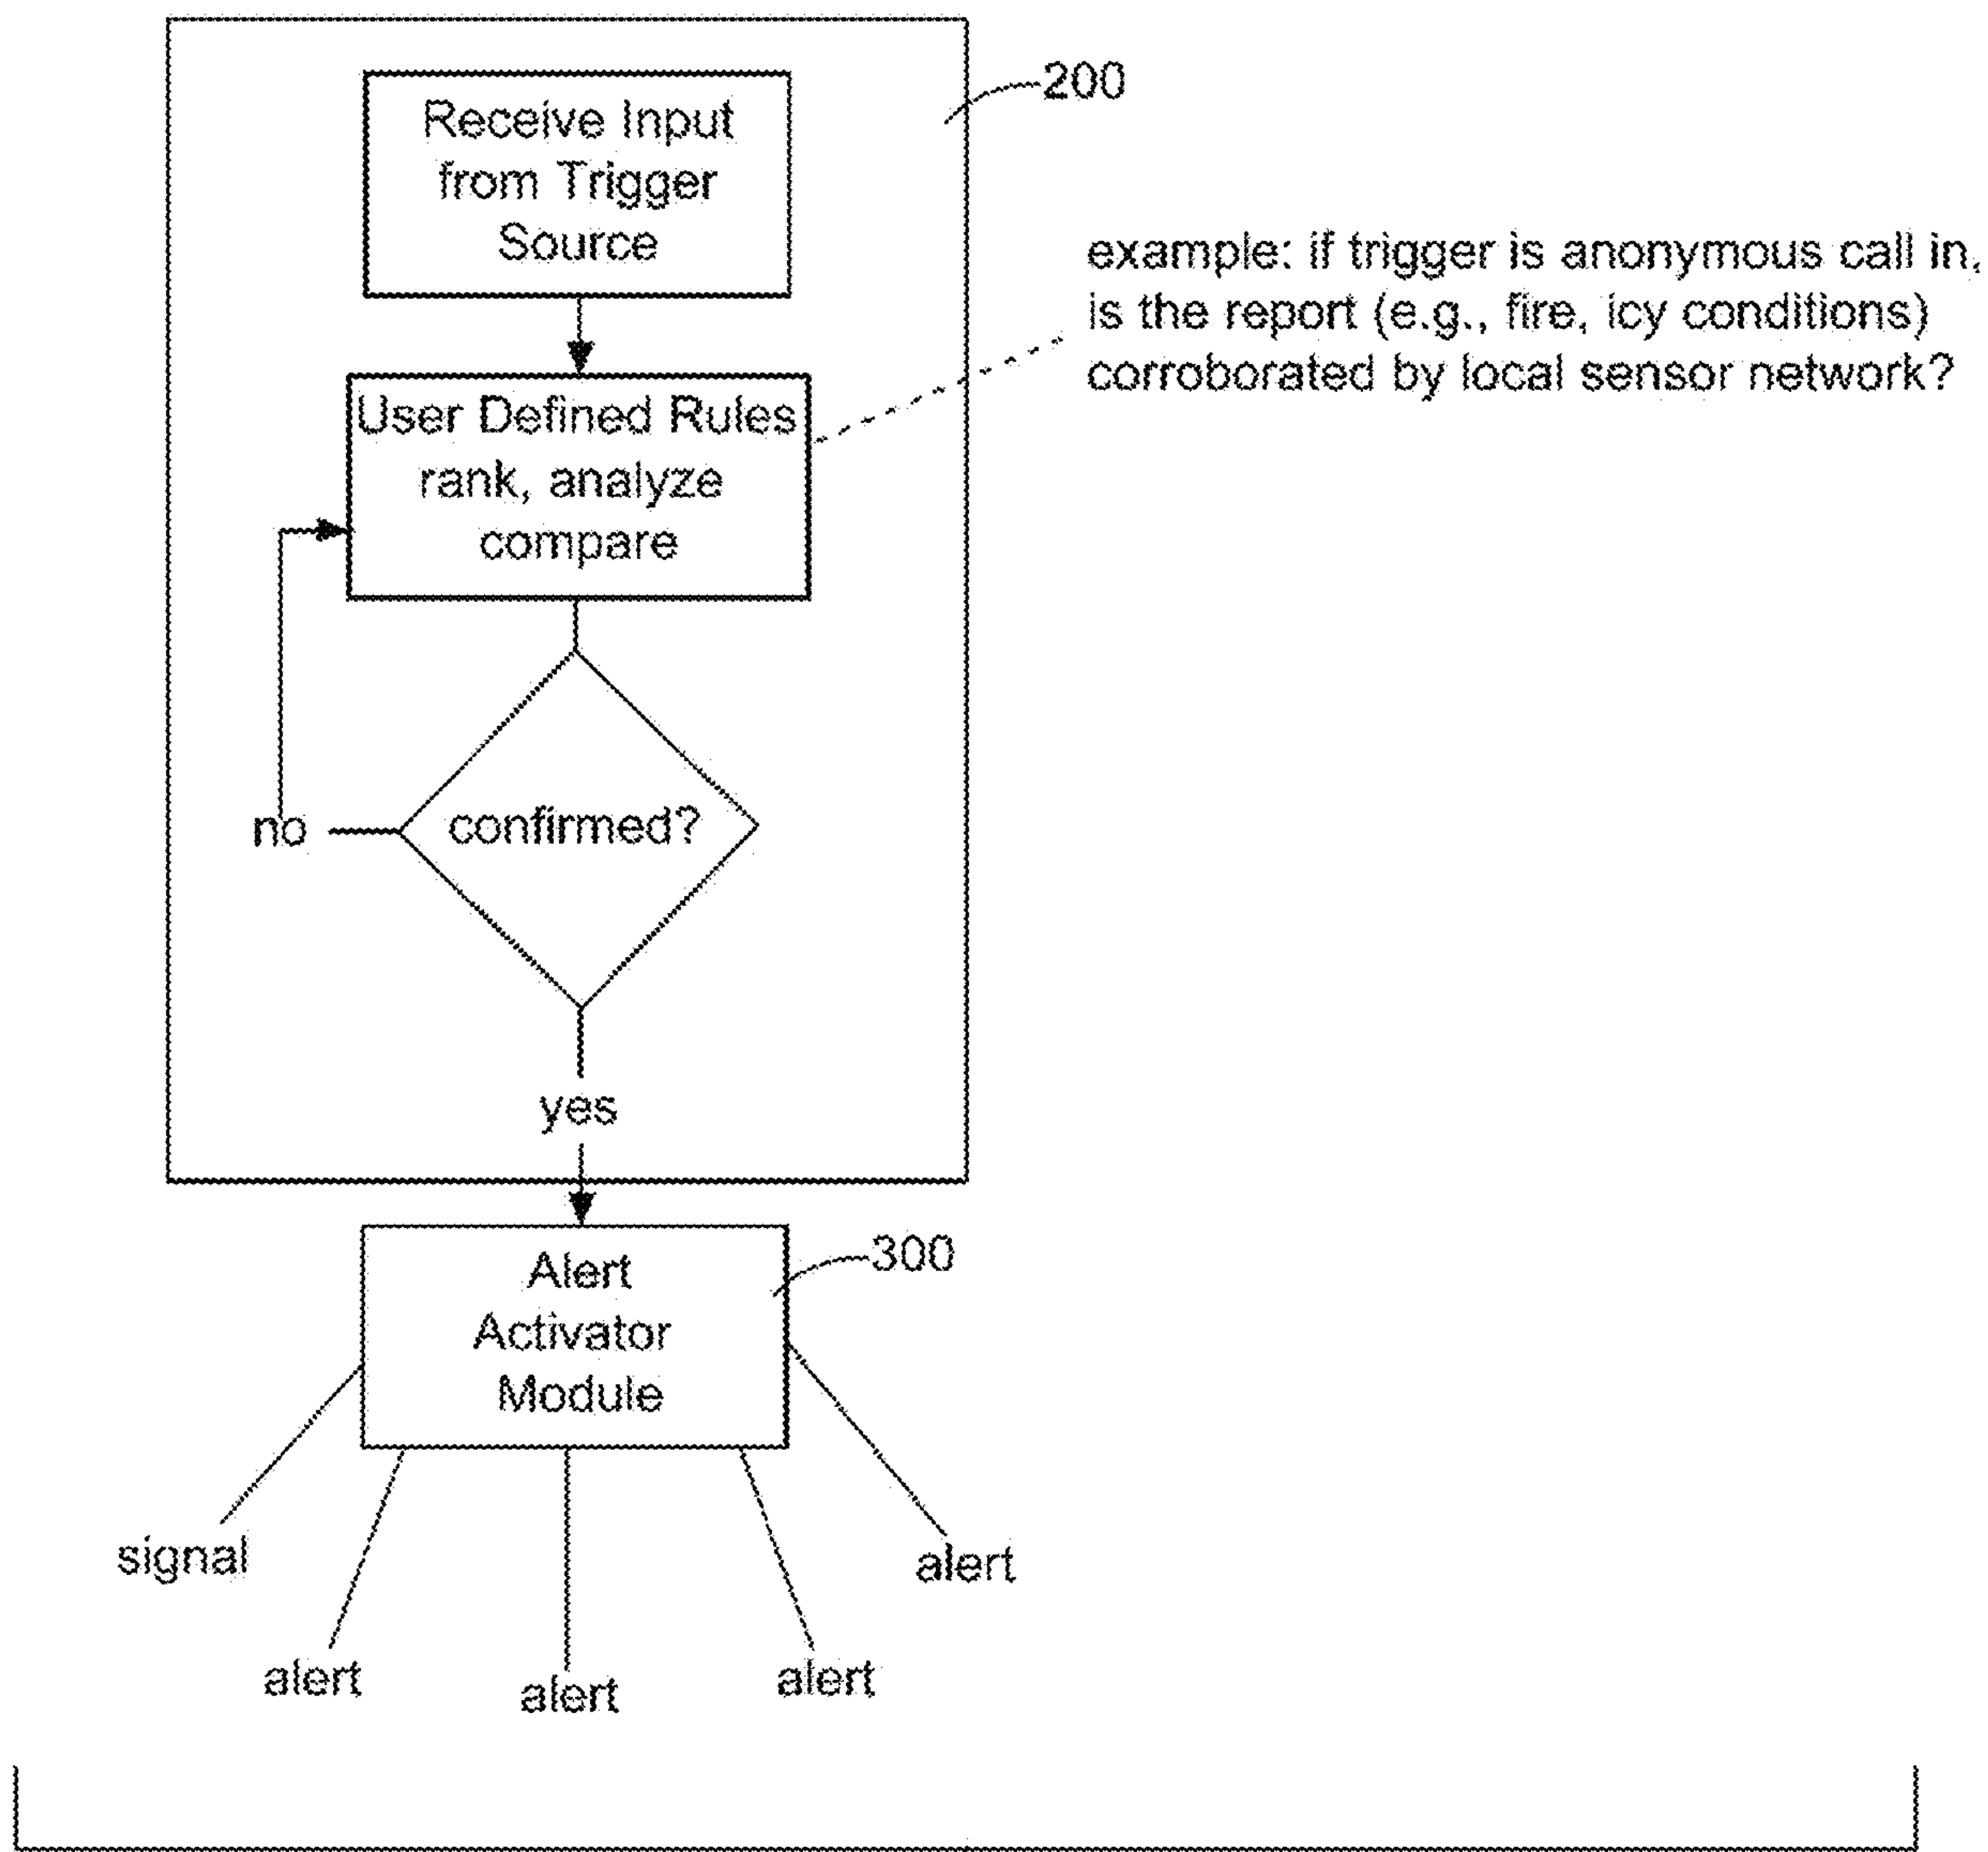 200
Receive Input
from Trigger
Source
example: if trigger is anonymous call in,
is the report (e.g., fire, icy conditions)
corroborated by local sensor network?
User Defined Rules
rank, analyze
compare
no
confirmed?
yes
300
Alert
Activator
Module
signal
alert
alert
alert
alert